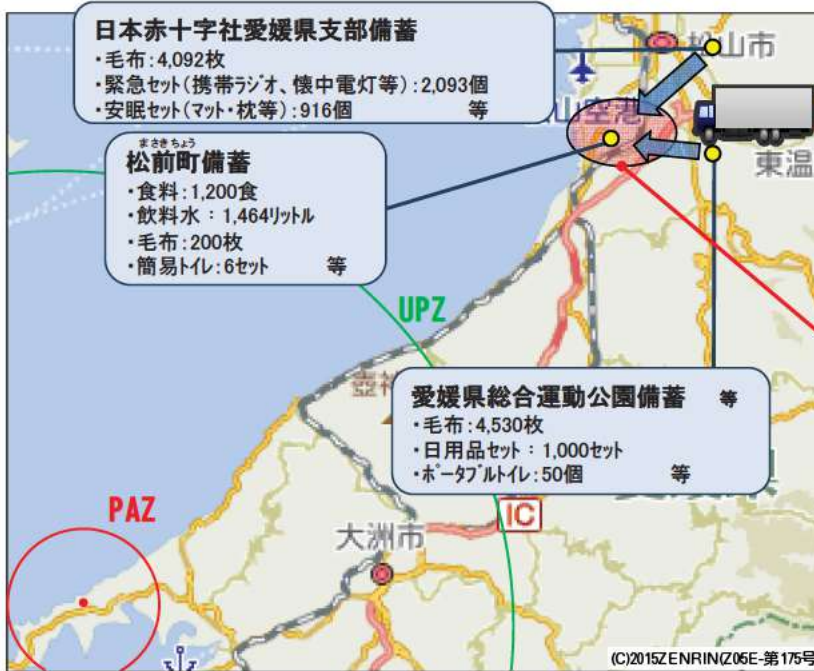 日本赤十字社愛媛県支部備蓄
・毛布:4,092枚
・緊急セット(携帯ラジオ、懐中電灯等):2,093個
・安眠セット(マット・枕等):916個 等
松山市
山空港
東温
まさきちょう
松前町備蓄
・食料:1,200食
・飲料水:1,464リットル
・毛布:200枚
・簡易トイレ:6セット 等
UPZ
愛媛県総合運動公園備蓄 等
・毛布:4,530枚
・日用品セット:1,000セット
・ポータブルトイレ:50個 等
PAZ
IC
大洲市
(C)2015ZENRIN(Z05E-第175号